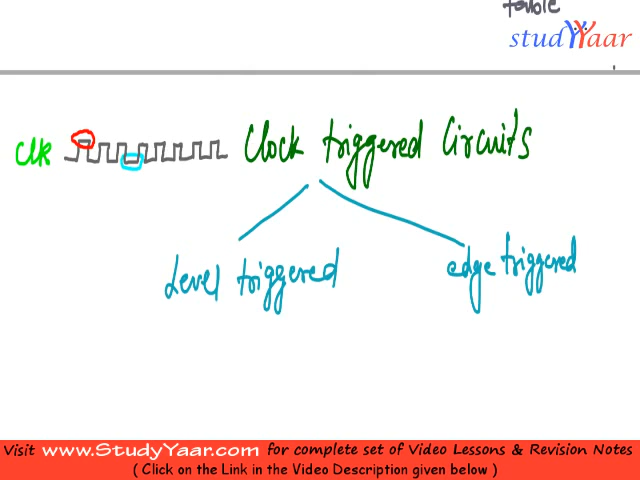 Table
studYYaar
Clk
Clock triggered Circuits
Level triggered
edge triggered
Visit www.StudyYaar.com for complete set of Video Lessons & Revision Notes
( Click on the Link in the Video Description given below )